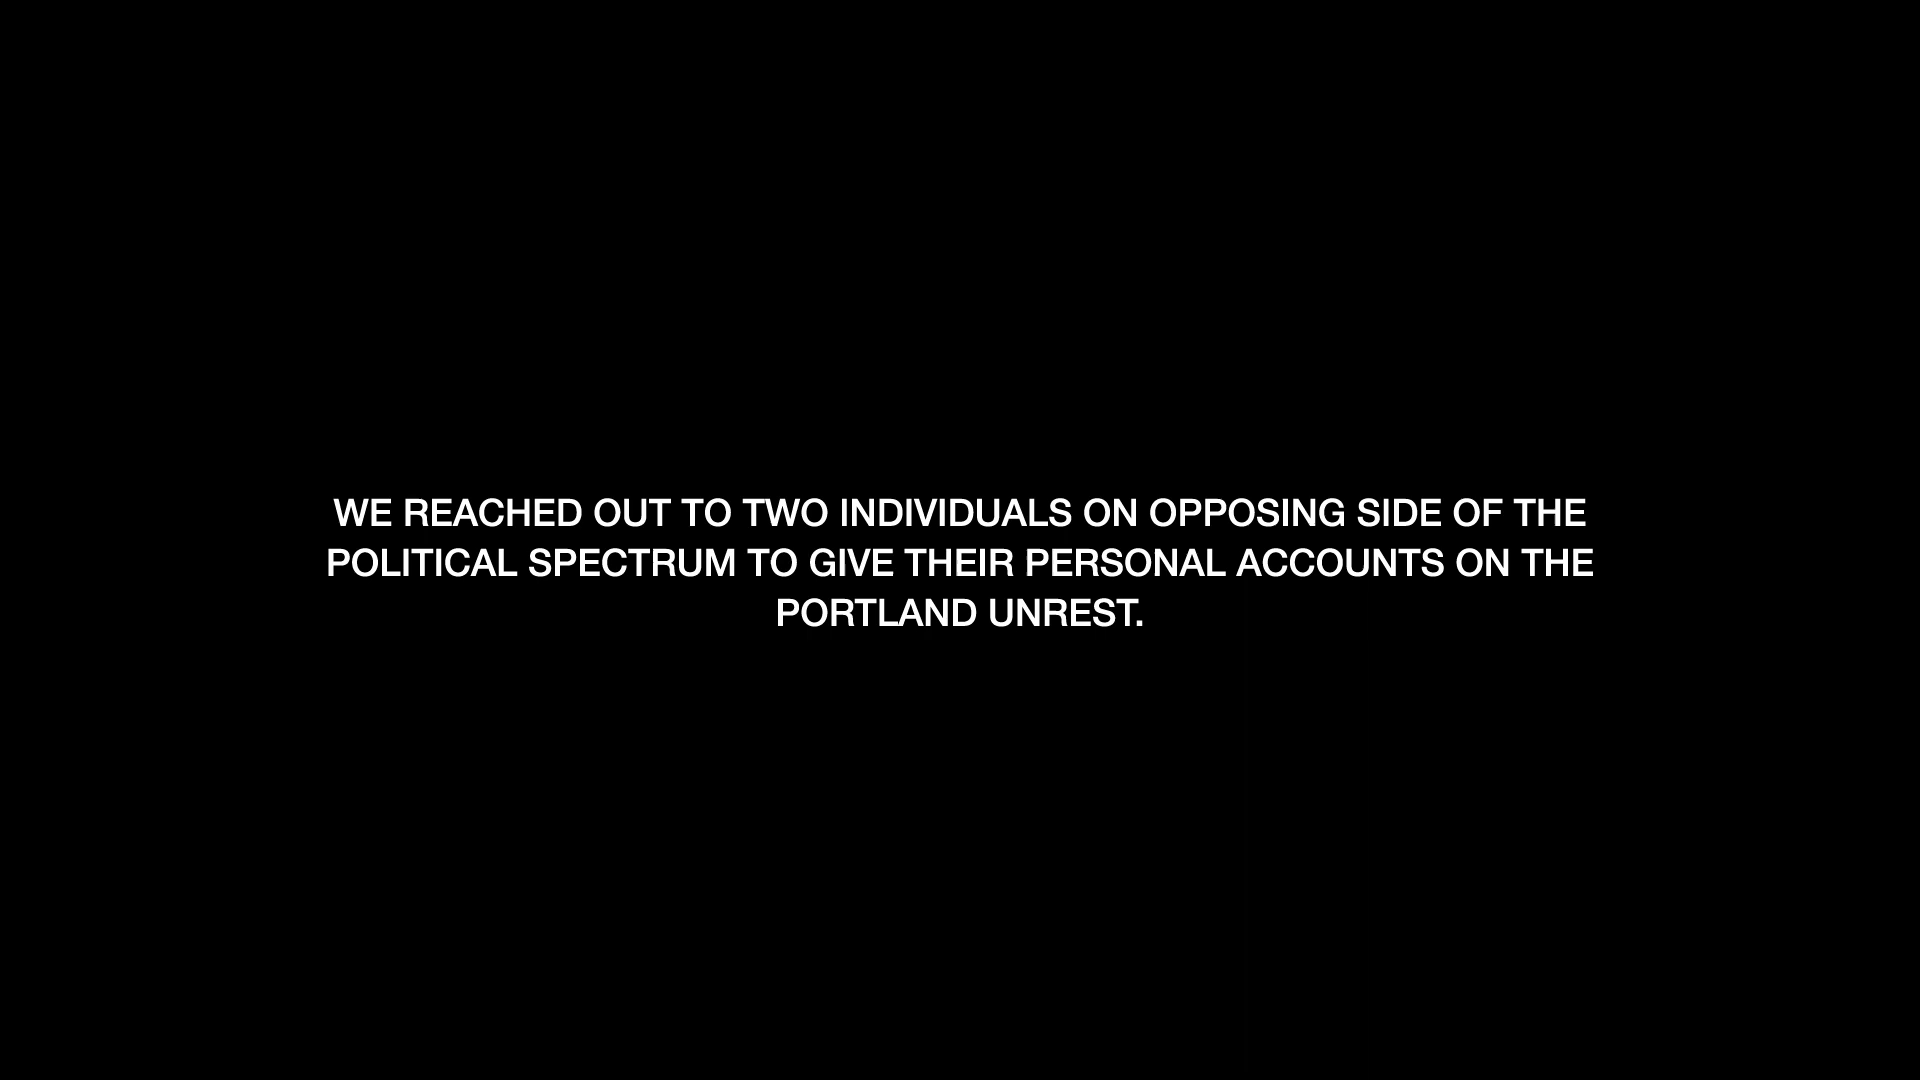 WE REACHED OUT TO TWO INDIVIDUALS ON OPPOSING SIDE OF THE
POLITICAL SPECTRUM TO GIVE THEIR PERSONAL ACCOUNTS ON THE
PORTLAND UNREST.